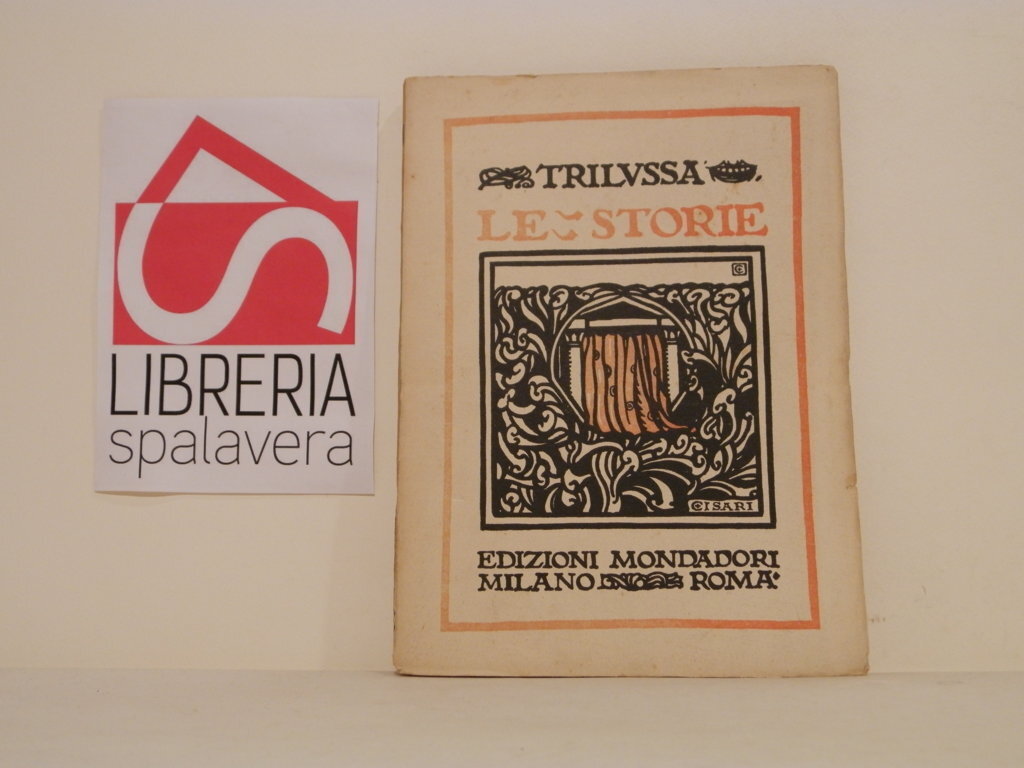 LIBRERIA
spalavera
TRILVSSA
LE STORIE
CISARI
EDIZIONI MONDADORI
MILANO ROMA